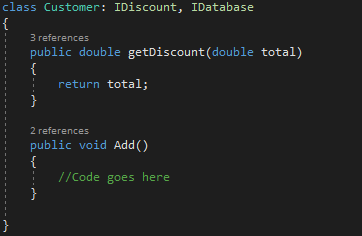 class Customer: IDiscount, IDatabase
{
3 references
public double getDiscount(double total)
{
return total;
}
2 references
public void Add()
{
//Code goes here
}
}